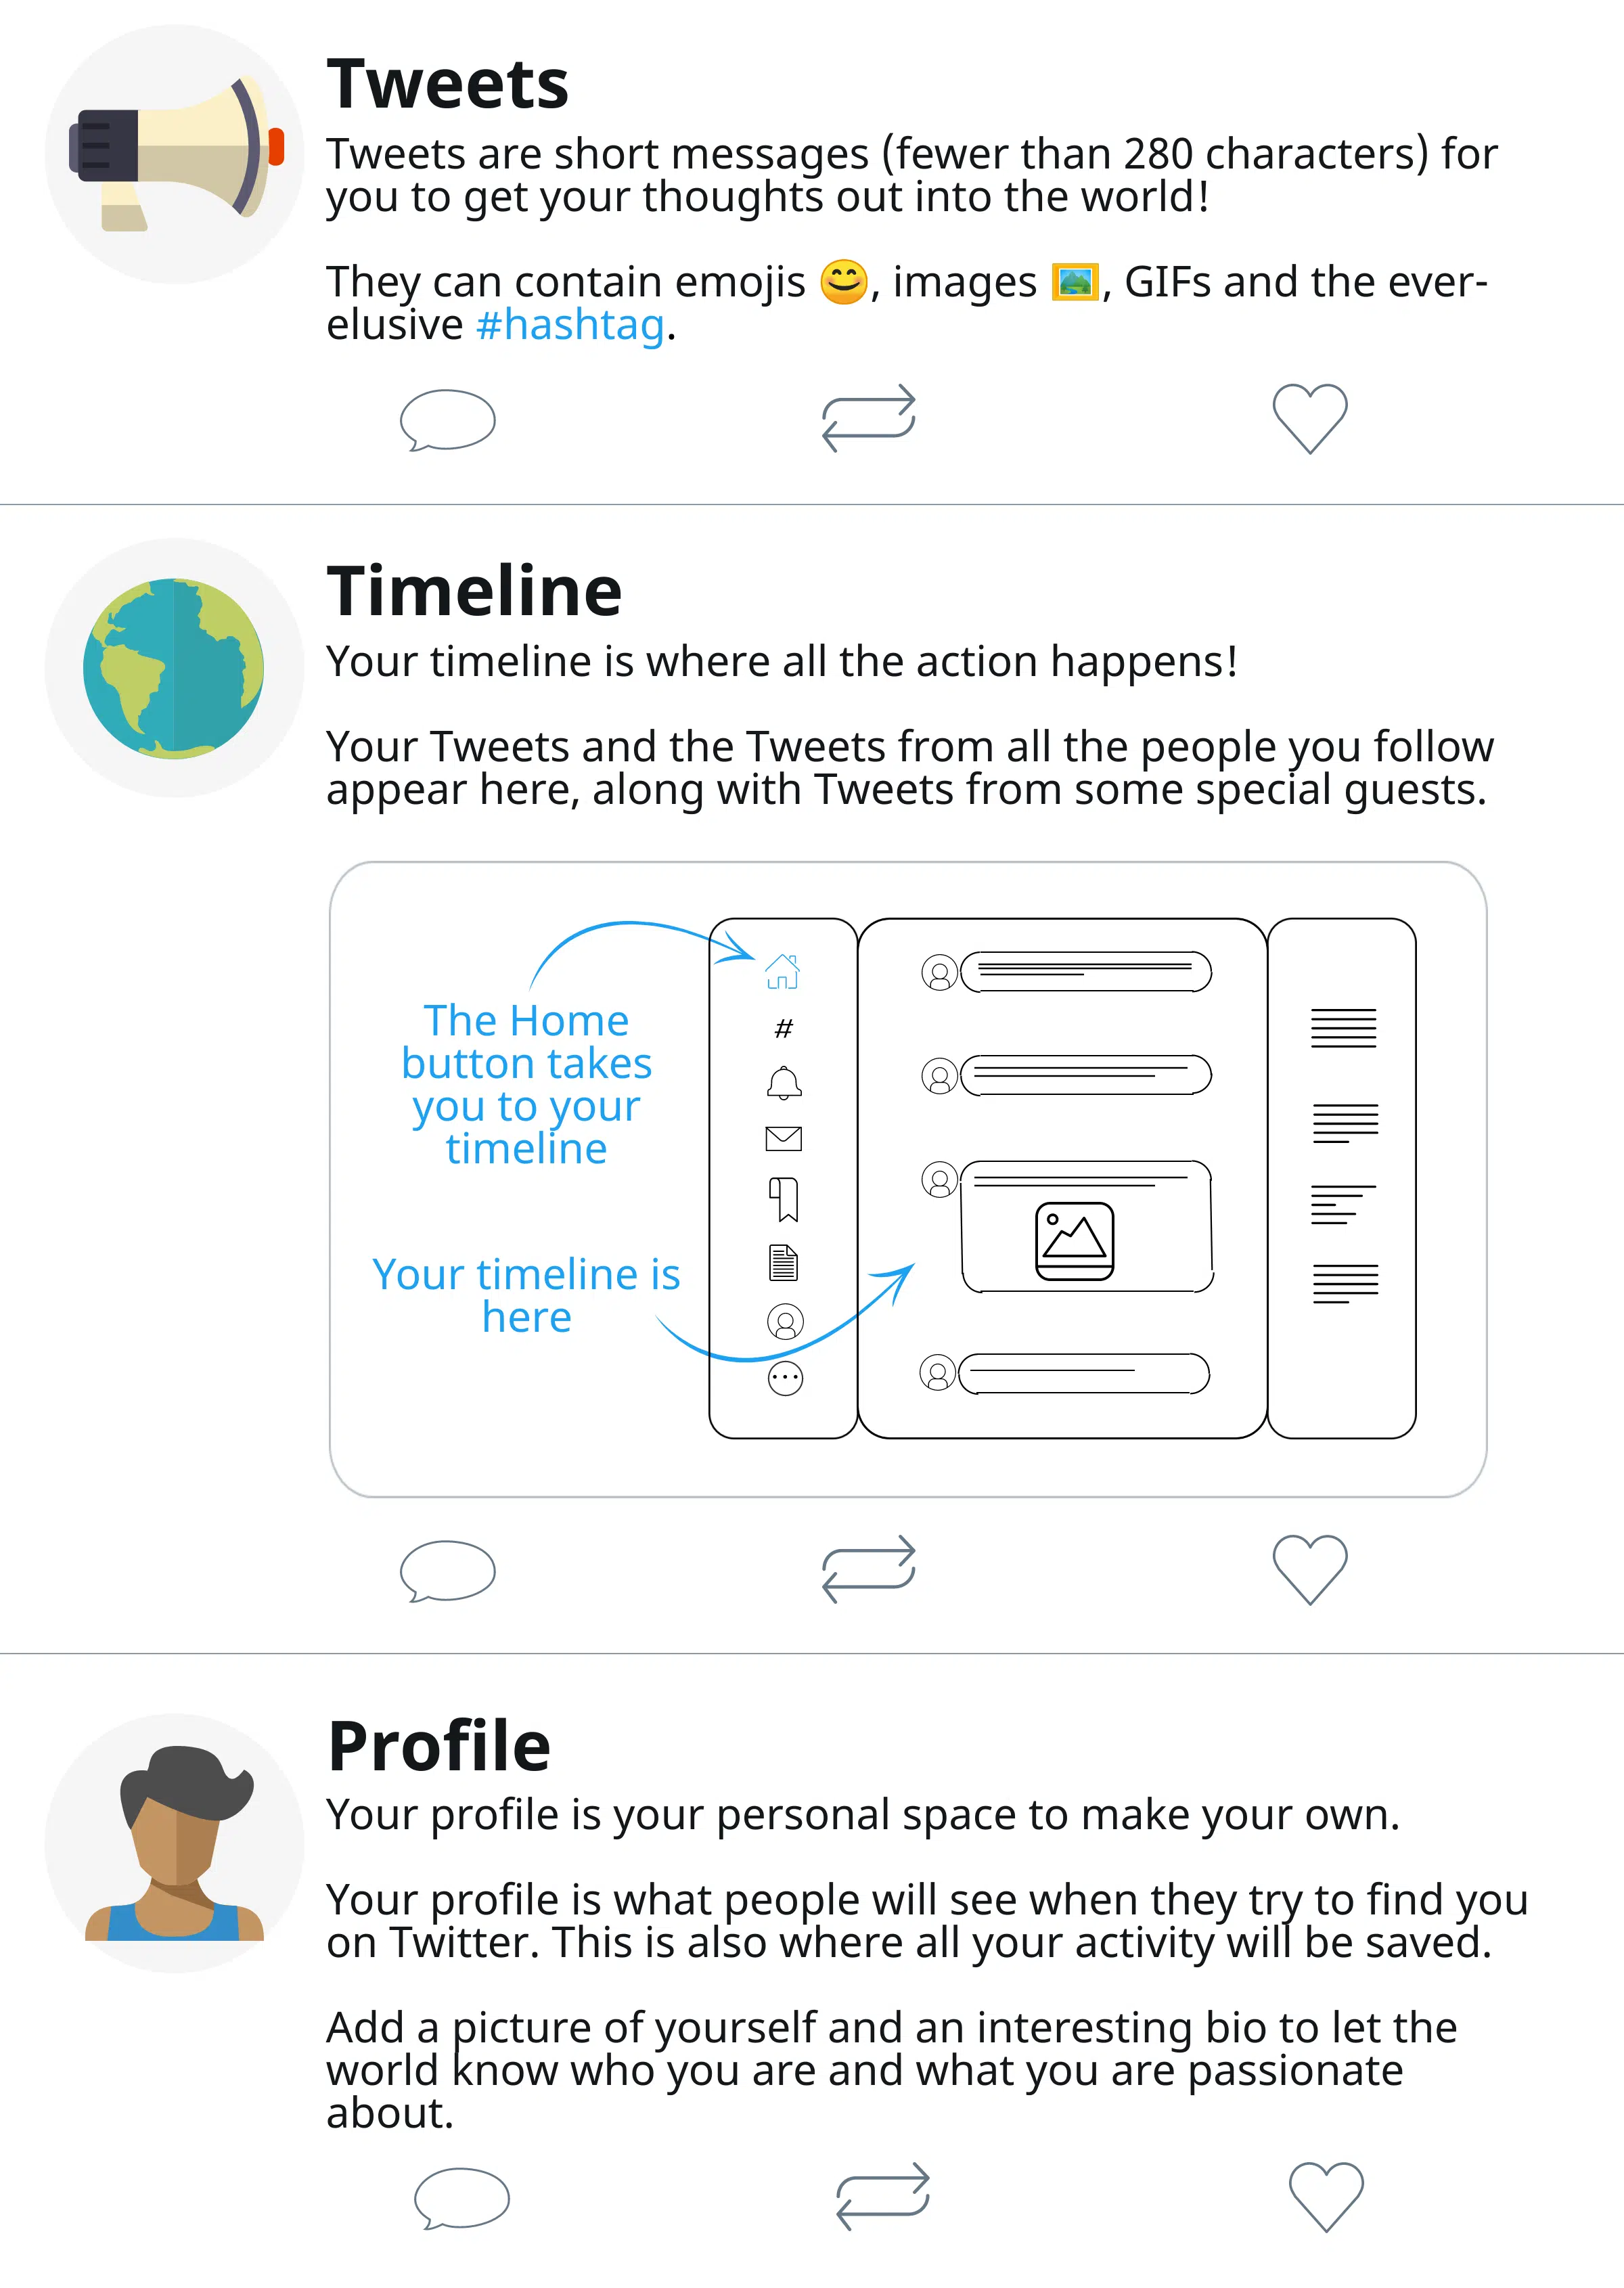 Tweets
Tweets are short messages (fewer than 280 characters) for
you to get your thoughts out into the world!
They can contain emojis 😊, images 🖼️, GIFs and the ever-
elusive #hashtag.
Timeline
Your timeline is where all the action happens!
Your Tweets and the Tweets from all the people you follow
appear here, along with Tweets from some special guests.
The Home
button takes
you to your
timeline
#
Your timeline is
here
Profile
Your profile is your personal space to make your own.
Your profile is what people will see when they try to find you
on Twitter. This is also where all your activity will be saved.
Add a picture of yourself and an interesting bio to let the
world know who you are and what you are passionate
about.